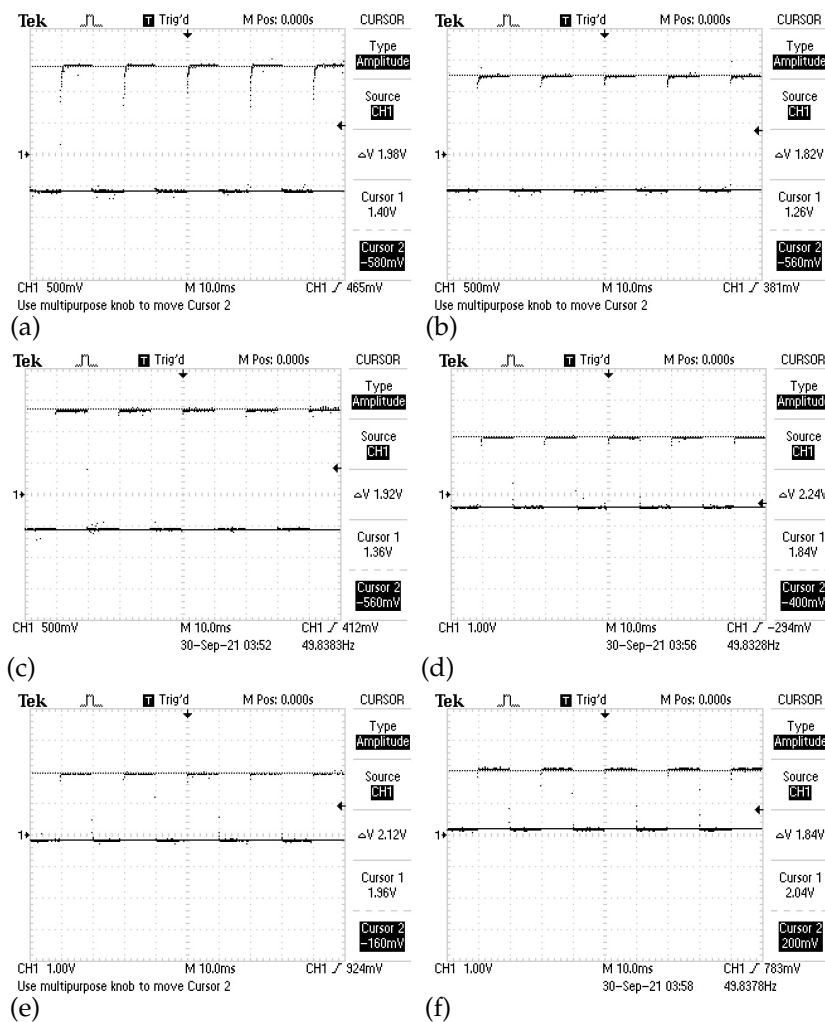 Tek T Trig'd M Pos: 0.000s CURSOR
Type
Amplitude
Source
CH1
△V 1.98V
Cursor 1
1.40V
Cursor 2
-580mV
1
CH1 500mV M 10.0ms CH1 ∫ 465mV
Use multipurpose knob to move Cursor 2
(a)
Tek T Trig'd M Pos: 0.000s CURSOR
Type
Amplitude
Source
CH1
△V 1.82V
Cursor 1
1.26V
Cursor 2
-560mV
1
CH1 500mV M 10.0ms CH1 ∫ 381mV
Use multipurpose knob to move Cursor 2
(b)
Tek T Trig'd M Pos: 0.000s CURSOR
Type
Amplitude
Source
CH1
△V 1.92V
Cursor 1
1.36V
Cursor 2
-560mV
1
CH1 500mV M 10.0ms CH1 ∫ 412mV
30-Sep-21 03:52 49.8383Hz
(c)
Tek T Trig'd M Pos: 0.000s CURSOR
Type
Amplitude
Source
CH1
△V 2.24V
Cursor 1
1.84V
Cursor 2
-400mV
1
CH1 1.00V M 10.0ms CH1 ∫ -294mV
30-Sep-21 03:56 49.8328Hz
(d)
Tek T Trig'd M Pos: 0.000s CURSOR
Type
Amplitude
Source
CH1
△V 2.12V
Cursor 1
1.96V
Cursor 2
-160mV
1
CH1 1.00V M 10.0ms CH1 ∫ 924mV
Use multipurpose knob to move Cursor 2
(e)
Tek T Trig'd M Pos: 0.000s CURSOR
Type
Amplitude
Source
CH1
△V 1.84V
Cursor 1
2.04V
Cursor 2
200mV
1
CH1 1.00V M 10.0ms CH1 ∫ 783mV
30-Sep-21 03:58 49.8378Hz
(f)